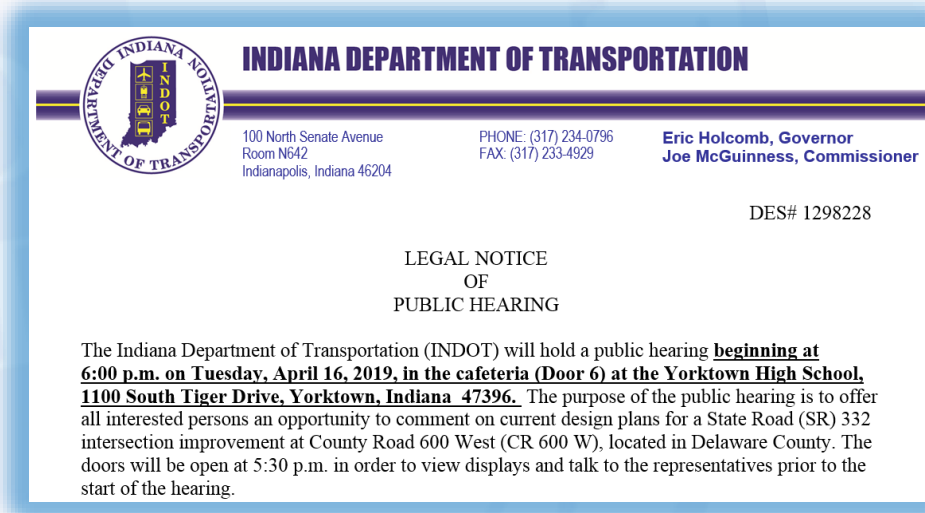 INDIANA DEPARTMENT OF TRANSPORTATION
INDIANA
DEPARTMENT OF TRANSPORTATION
INDOT
100 North Senate Avenue
Room N642
Indianapolis, Indiana 46204
PHONE: (317) 234-0796
FAX: (317) 233-4929
Eric Holcomb, Governor
Joe McGuinness, Commissioner
DES# 1298228
LEGAL NOTICE
OF
PUBLIC HEARING
The Indiana Department of Transportation (INDOT) will hold a public hearing beginning at
6:00 p.m. on Tuesday, April 16, 2019, in the cafeteria (Door 6) at the Yorktown High School,
1100 South Tiger Drive, Yorktown, Indiana 47396. The purpose of the public hearing is to offer
all interested persons an opportunity to comment on current design plans for a State Road (SR) 332
intersection improvement at County Road 600 West (CR 600 W), located in Delaware County. The
doors will be open at 5:30 p.m. in order to view displays and talk to the representatives prior to the
start of the hearing.